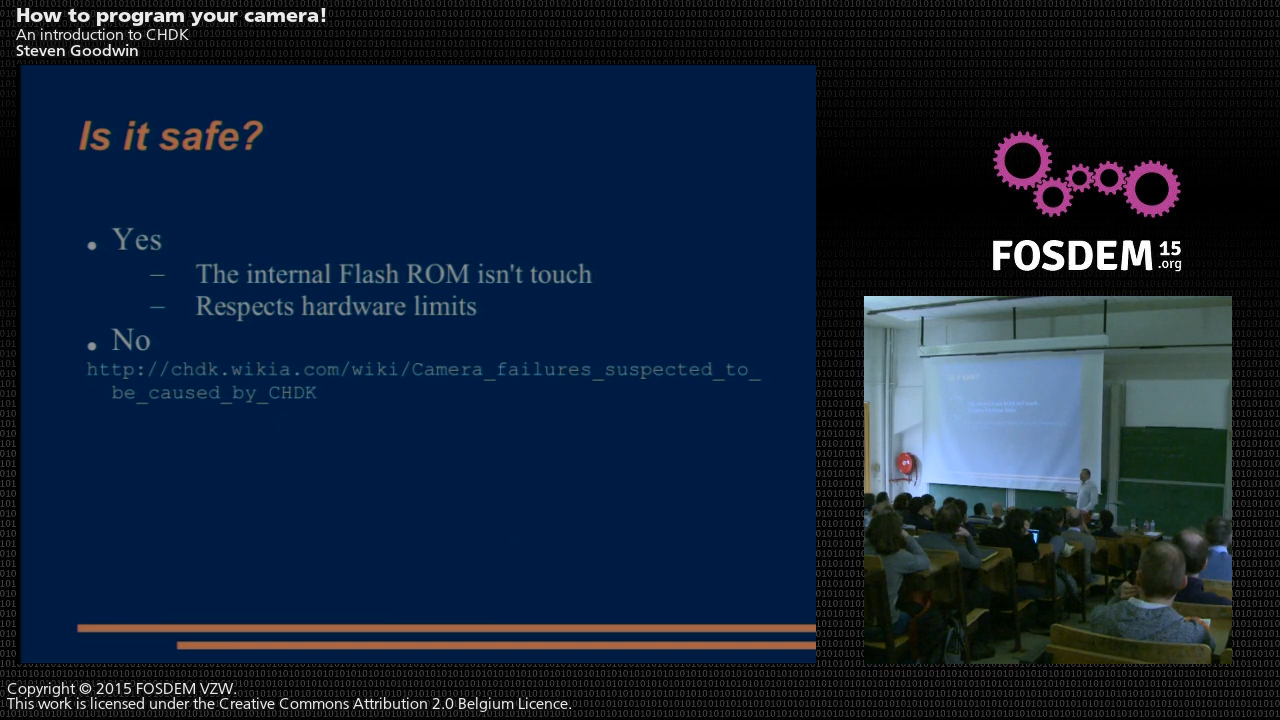 How to program your camera!
An introduction to CHDK
Steven Goodwin
Is it safe?
• Yes
– The internal Flash ROM isn't touch
– Respects hardware limits
• No
http://chdk.wikia.com/wiki/Camera_failures_suspected_to_
be_caused_by_CHDK
FOSDEM 15
.org
Copyright © 2015 FOSDEM VZW.
This work is licensed under the Creative Commons Attribution 2.0 Belgium Licence.